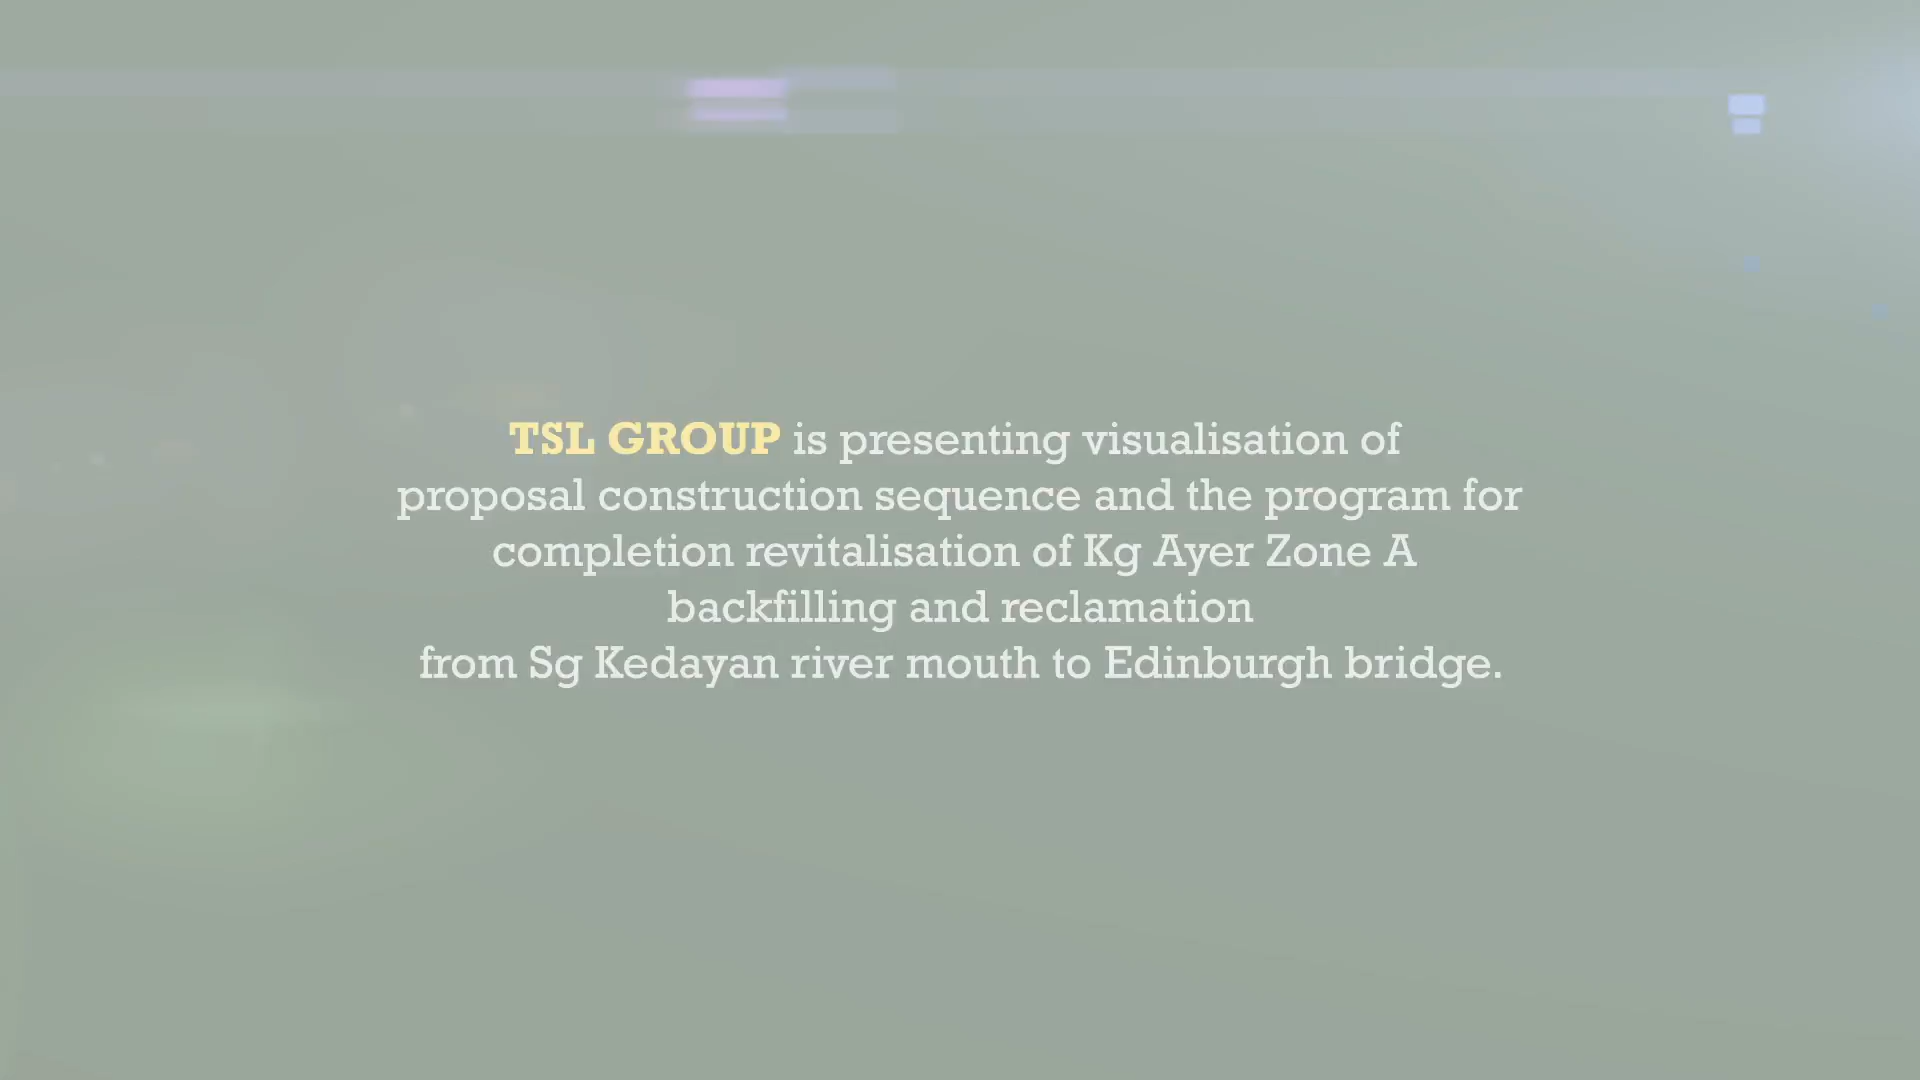 TSL GROUP is presenting visualisation of
proposal construction sequence and the program for
completion revitalisation of Kg Ayer Zone A
backfilling and reclamation
from Sg Kedayan river mouth to Edinburgh bridge.